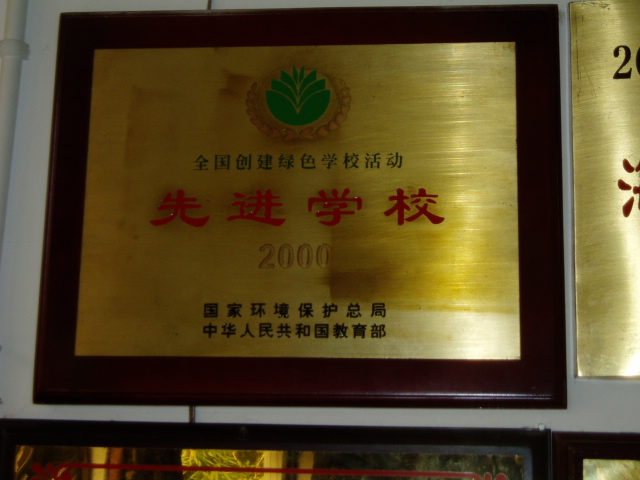 全国创建绿色学校活动
先进学校
2000
国家环境保护总局
中华人民共和国教育部
20